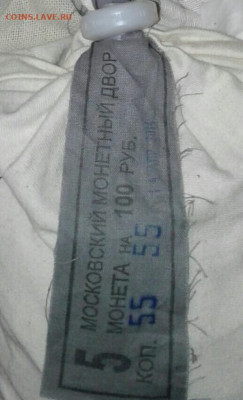 COINS.LAVE.RU
МОСКОВСКИЙ МОНЕТНЫЙ ДВОР
5 МОНЕТА НА 100 РУБ.
КОП. 55 55